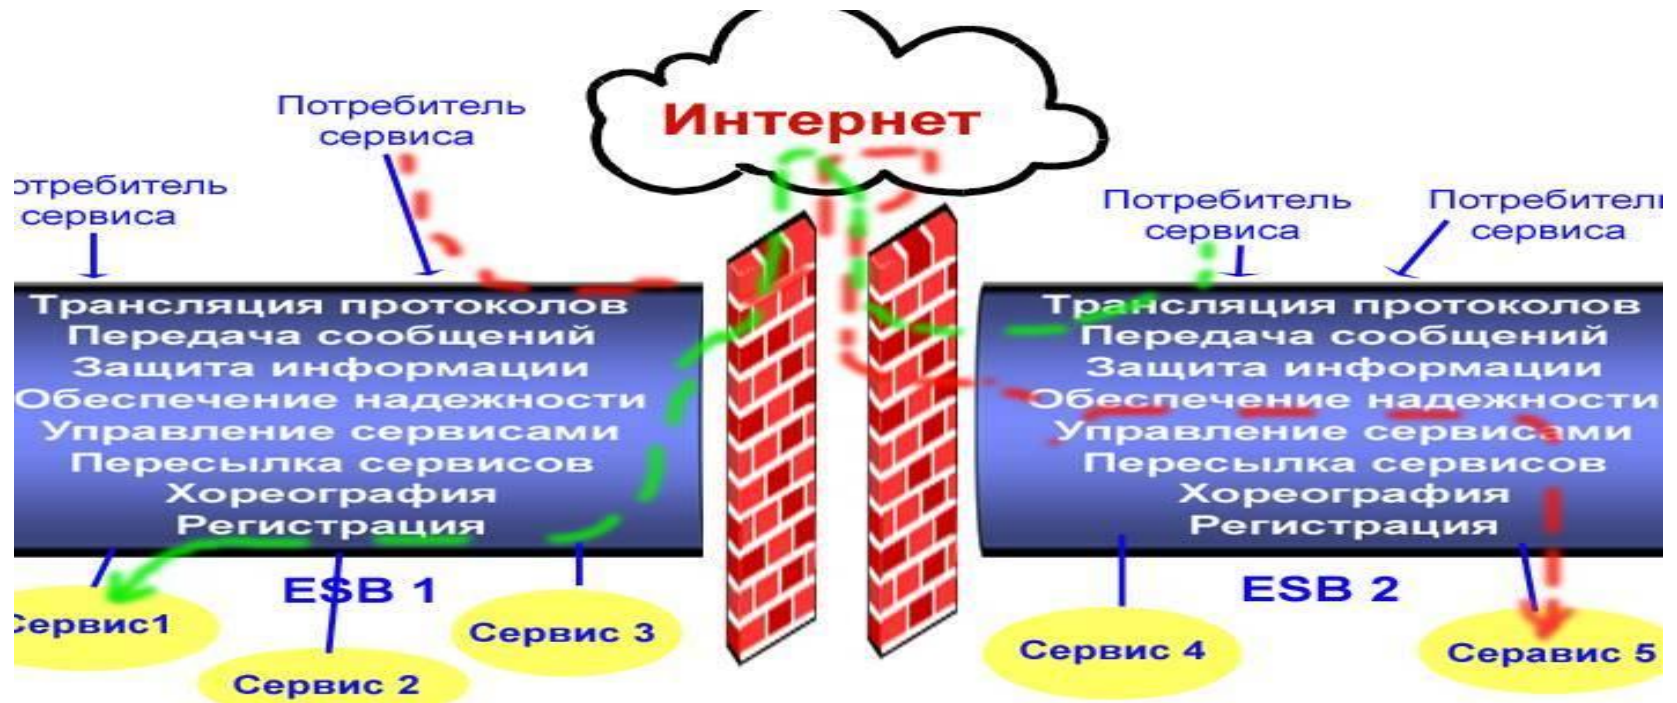 Интернет
Потребитель
сервиса
отребитель
сервиса
Трансляция протоколов
Передача сообщений
Защита информации
Обеспечение надежности
Управление сервисами
Пересылка сервисов
Хореография
Регистрация
ESB 1
Сервис1
Сервис 2
Сервис 3
Потребитель
сервиса
Потребитель
сервиса
Трансляция протоколов
Передача сообщений
Защита информации
Обеспечение надежности
Управление сервисами
Пересылка сервисов
Хореография
Регистрация
ESB 2
Сервис 4
Серавис 5